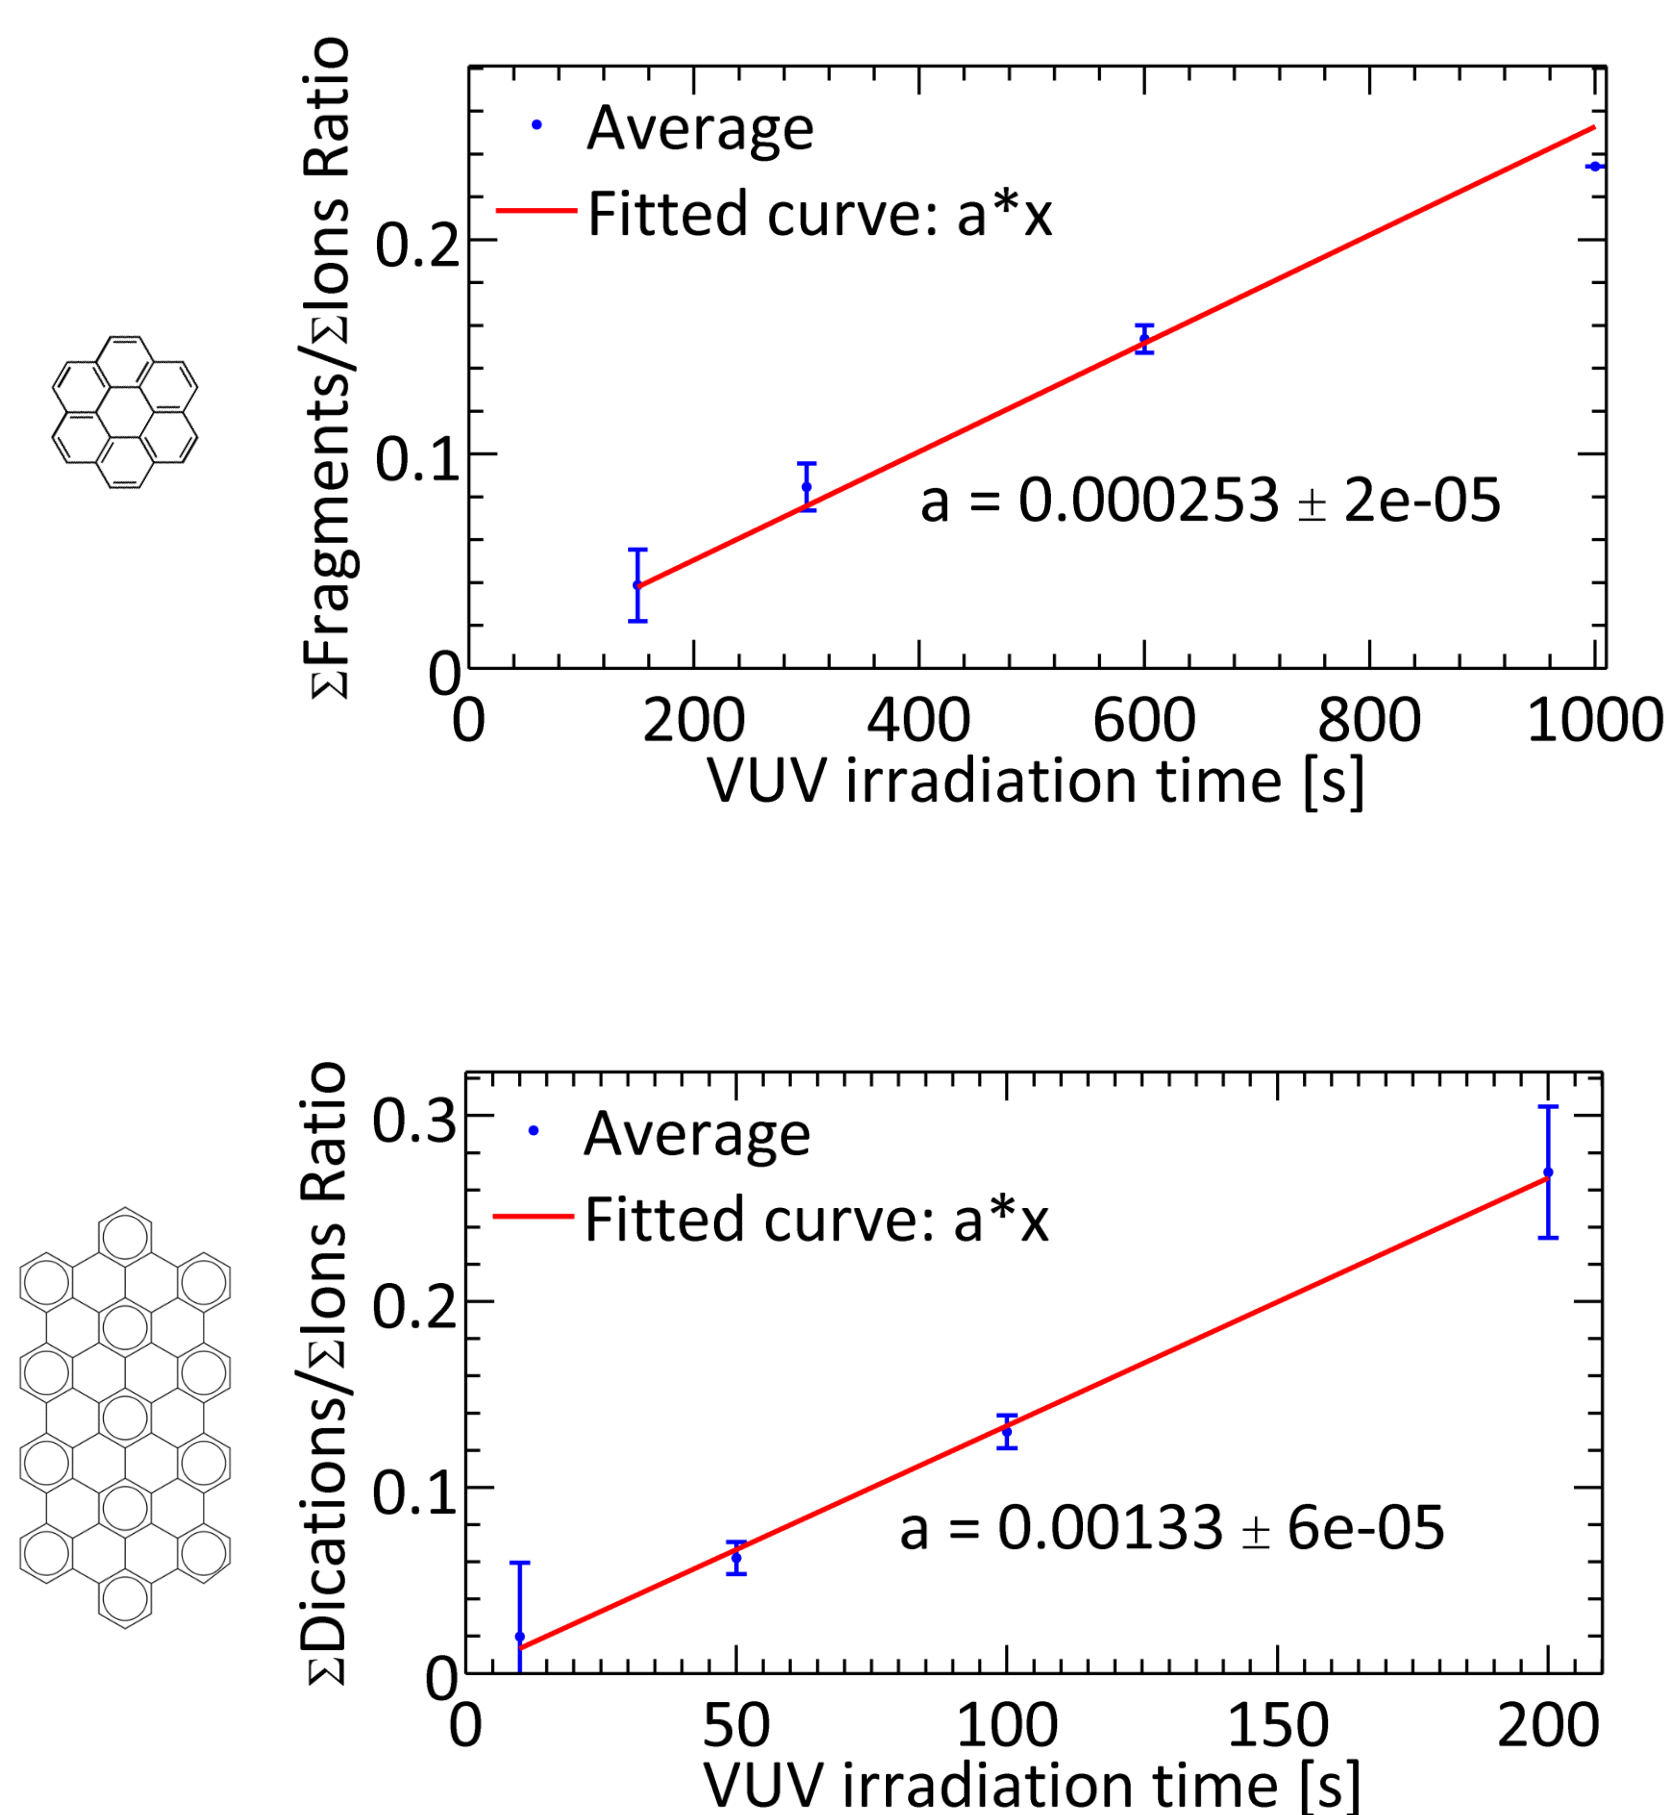 ΣFragments/ΣIons Ratio
Average
Fitted curve: a*x
0.2
0.1
0
a = 0.000253 ± 2e-05
0 200 400 600 800 1000
VUV irradiation time [s]
ΣDications/ΣIons Ratio
Average
Fitted curve: a*x
0.3
0.2
0.1
0
a = 0.00133 ± 6e-05
0 50 100 150 200
VUV irradiation time [s]